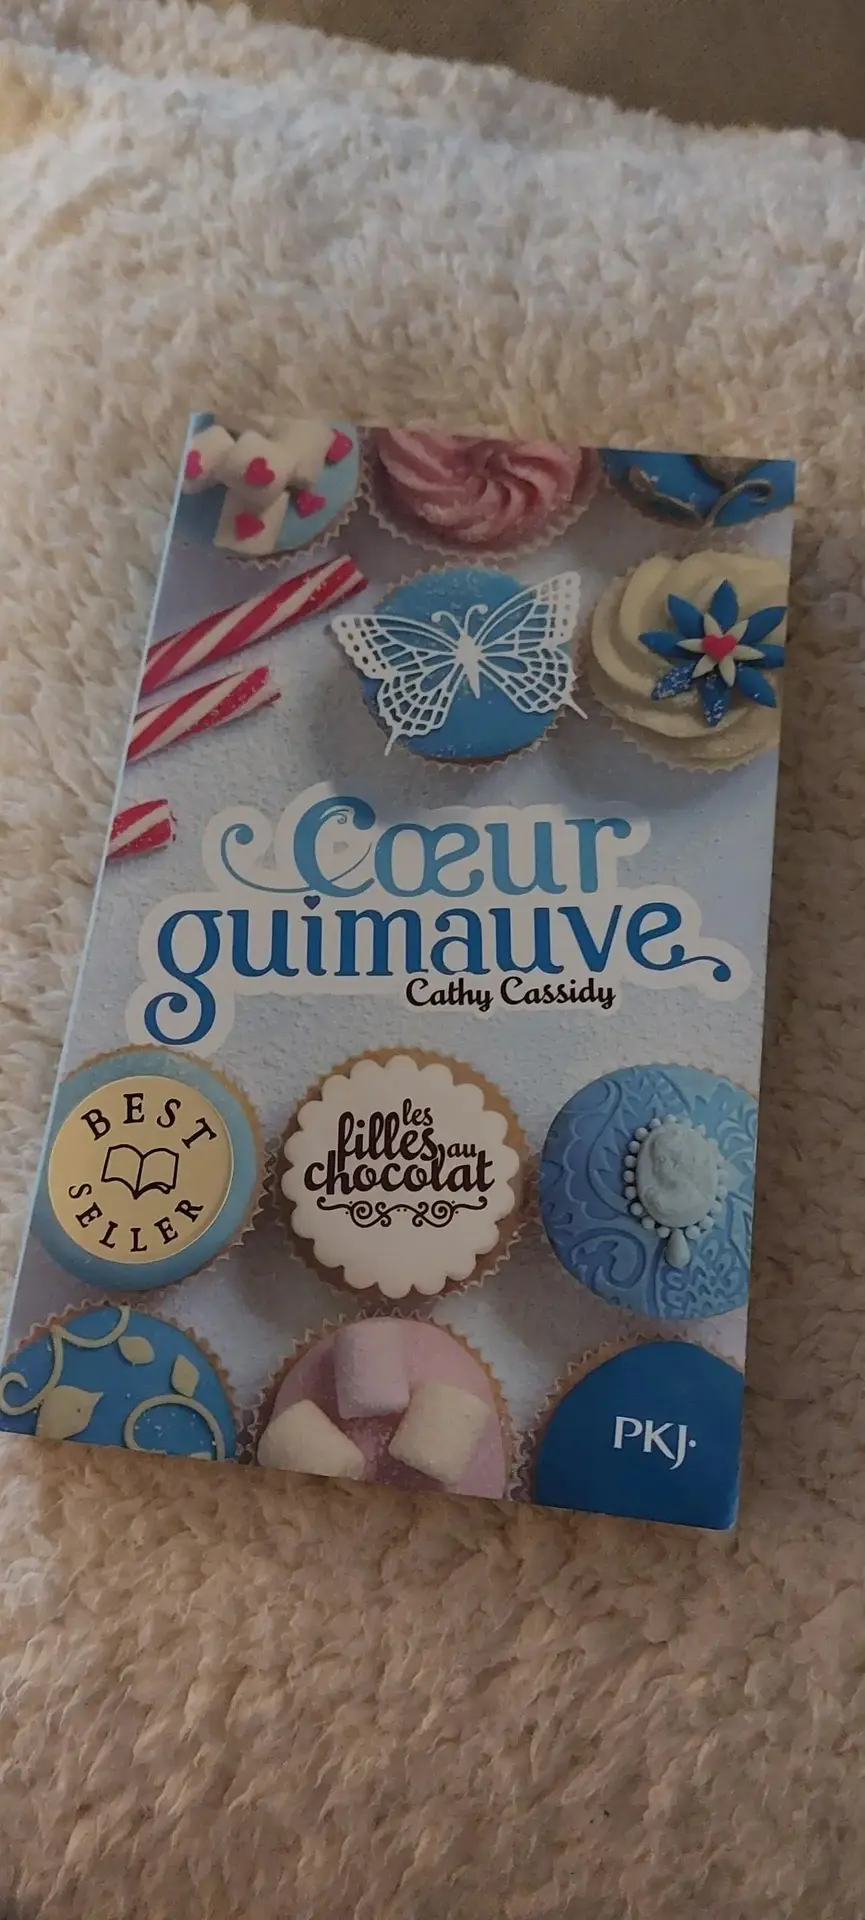 Cœur
guimauve
Cathy Cassidy
BEST
SELLER
les
filles au
chocolat
PKJ.